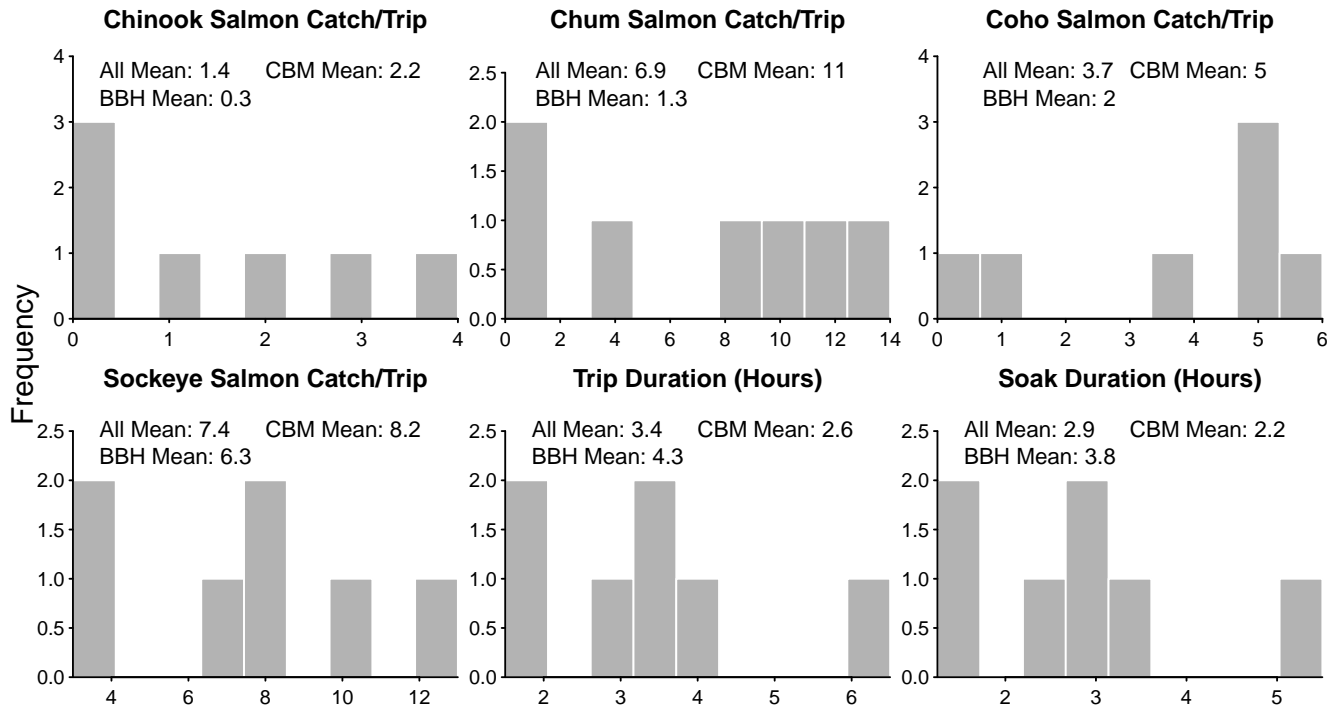 Chinook Salmon Catch/Trip
All Mean: 1.4 CBM Mean: 2.2
BBH Mean: 0.3
4
3
2
1
0
0 1 2 3 4
Chum Salmon Catch/Trip
All Mean: 6.9 CBM Mean: 11
BBH Mean: 1.3
2.5
2.0
1.5
1.0
0.5
0.0
0 2 4 6 8 10 12 14
Coho Salmon Catch/Trip
All Mean: 3.7 CBM Mean: 5
BBH Mean: 2
4
3
2
1
0
0 1 2 3 4 5 6
Frequency
Sockeye Salmon Catch/Trip
All Mean: 7.4 CBM Mean: 8.2
BBH Mean: 6.3
2.5
2.0
1.5
1.0
0.5
0.0
4 6 8 10 12
Trip Duration (Hours)
All Mean: 3.4 CBM Mean: 2.6
BBH Mean: 4.3
2.5
2.0
1.5
1.0
0.5
0.0
2 3 4 5 6
Soak Duration (Hours)
All Mean: 2.9 CBM Mean: 2.2
BBH Mean: 3.8
2.5
2.0
1.5
1.0
0.5
0.0
2 3 4 5